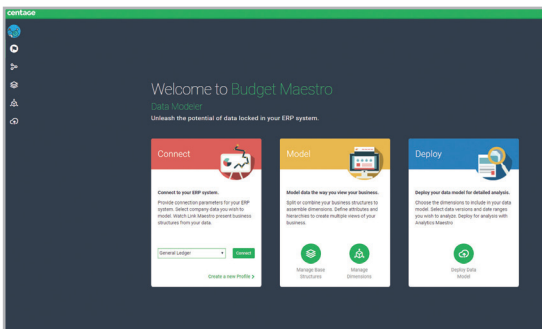 centage
Welcome to Budget Maestro
Data Modeler
Unleash the potential of data locked in your ERP system.
Connect
Connect to your ERP system.
Provide connection parameters for your ERP
system. Select company data you wish to
model. Watch Link Maestro present business
structures from your data.
General Ledger
Connect
Create a new Profile >
Model
Model data the way you view your business.
Split or combine your business structures to
assemble dimensions. Define attributes and
hierarchies to create multiple views of your
business.
Manage Base
Structures
Manage
Dimensions
Deploy
Deploy your data model for detailed analysis.
Choose the dimensions to include in your data
model. Select data versions and date ranges
you wish to analyze. Deploy for analysis with
Analytics Maestro
Deploy Data
Model